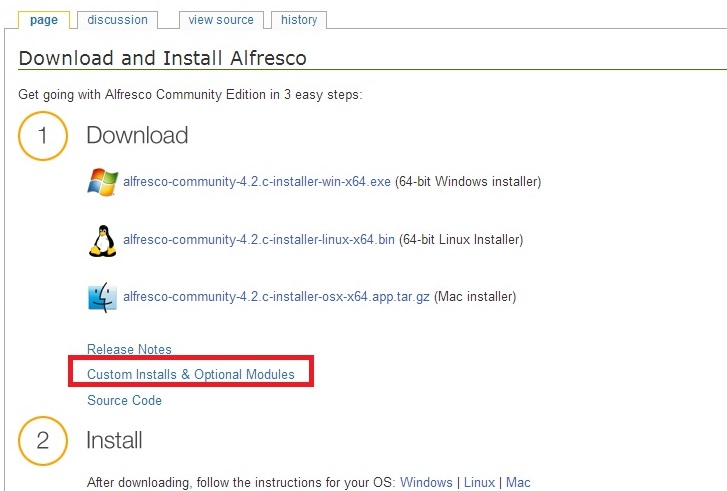 page discussion view source history
Download and Install Alfresco
Get going with Alfresco Community Edition in 3 easy steps:
1 Download
alfresco-community-4.2.c-installer-win-x64.exe (64-bit Windows installer)
alfresco-community-4.2.c-installer-linux-x64.bin (64-bit Linux Installer)
alfresco-community-4.2.c-installer-osx-x64.app.tar.gz (Mac installer)
Release Notes
Custom Installs & Optional Modules
Source Code
2 Install
After downloading, follow the instructions for your OS: Windows | Linux | Mac